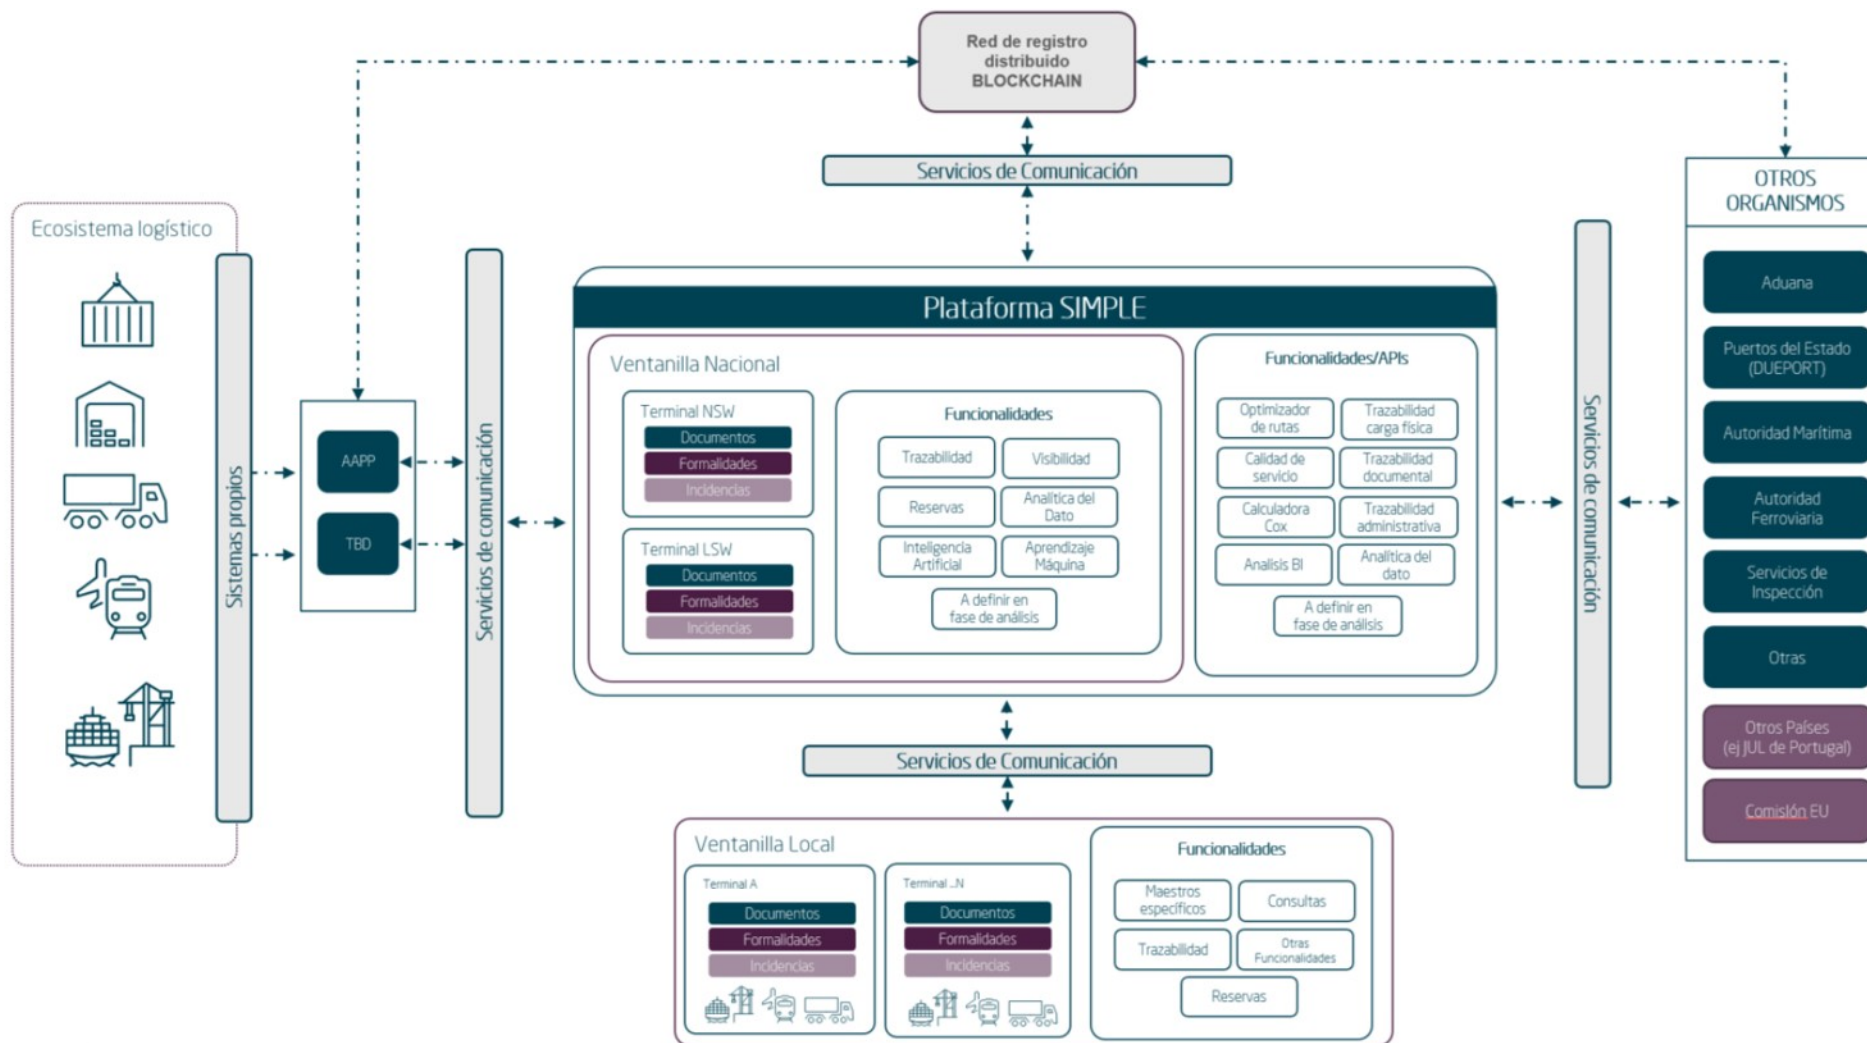 Red de registro
distribuido
BLOCKCHAIN
Servicios de Comunicación
Ecosistema logístico
Sistemas propios
AAPP
TBD
Servicios de comunicación
Plataforma SIMPLE
Ventanilla Nacional
Terminal NSW
Documentos
Formalidades
Incidencias
Terminal LSW
Documentos
Formalidades
Incidencias
Funcionalidades
Trazabilidad
Visibilidad
Reservas
Analítica del
Dato
Inteligencia
Artificial
Aprendizaje
Máquina
A definir en
fase de análisis
Funcionalidades/APIs
Optimizador
de rutas
Trazabilidad
carga física
Calidad de
servicio
Trazabilidad
documental
Calculadora
Cox
Trazabilidad
administrativa
Analisis BI
Analítica del
dato
A definir en
fase de análisis
Servicios de comunicación
OTROS
ORGANISMOS
Aduana
Puertos del Estado
(DUEPORT)
Autoridad Marítima
Autoridad
Ferroviaria
Servicios de
Inspección
Otras
Otros Países
(ej JUL de Portugal)
Comisión EU
Servicios de Comunicación
Ventanilla Local
Terminal A
Documentos
Formalidades
Incidencias
Terminal ...N
Documentos
Formalidades
Incidencias
Funcionalidades
Maestros
específicos
Consultas
Trazabilidad
Otras
Funcionalidades
Reservas